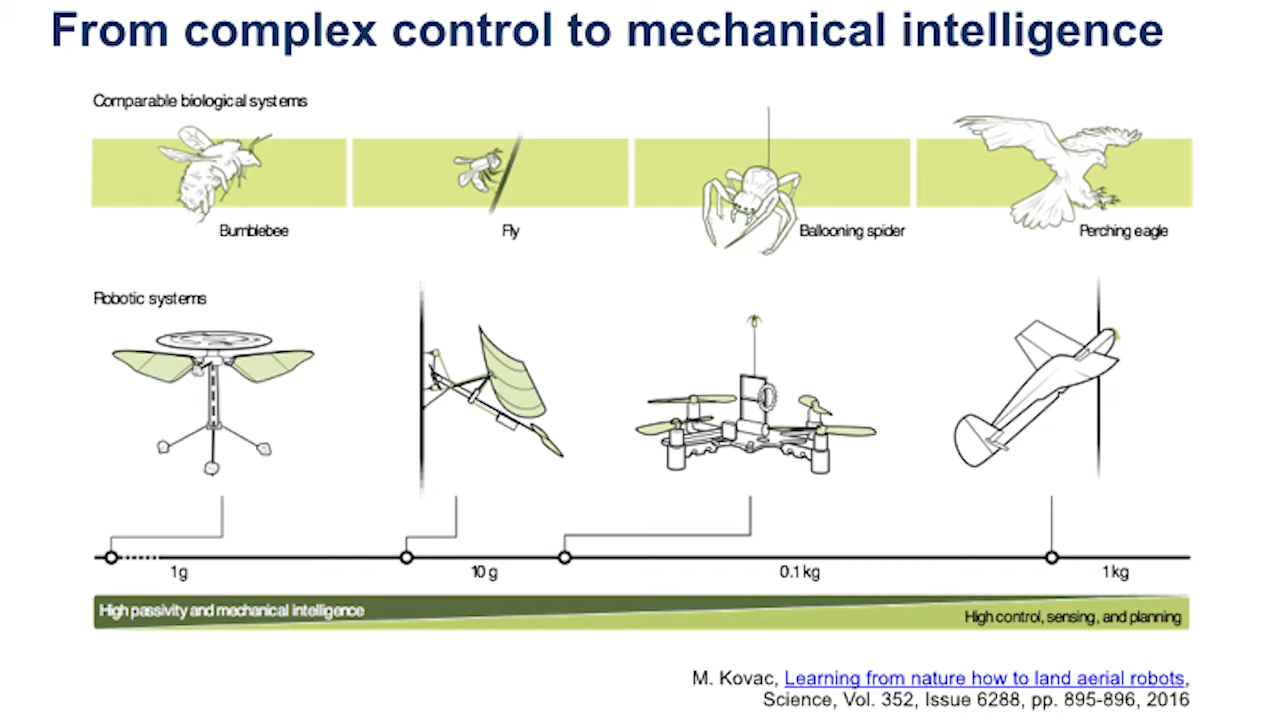 From complex control to mechanical intelligence
Comparable biological systems
Bumblebee
Fly
Ballooning spider
Perching eagle
Robotic systems
1g
10 g
0.1 kg
1 kg
High passivity and mechanical intelligence
High control, sensing, and planning
M. Kovac, Learning from nature how to land aerial robots,
Science, Vol. 352, Issue 6288, pp. 895-896, 2016